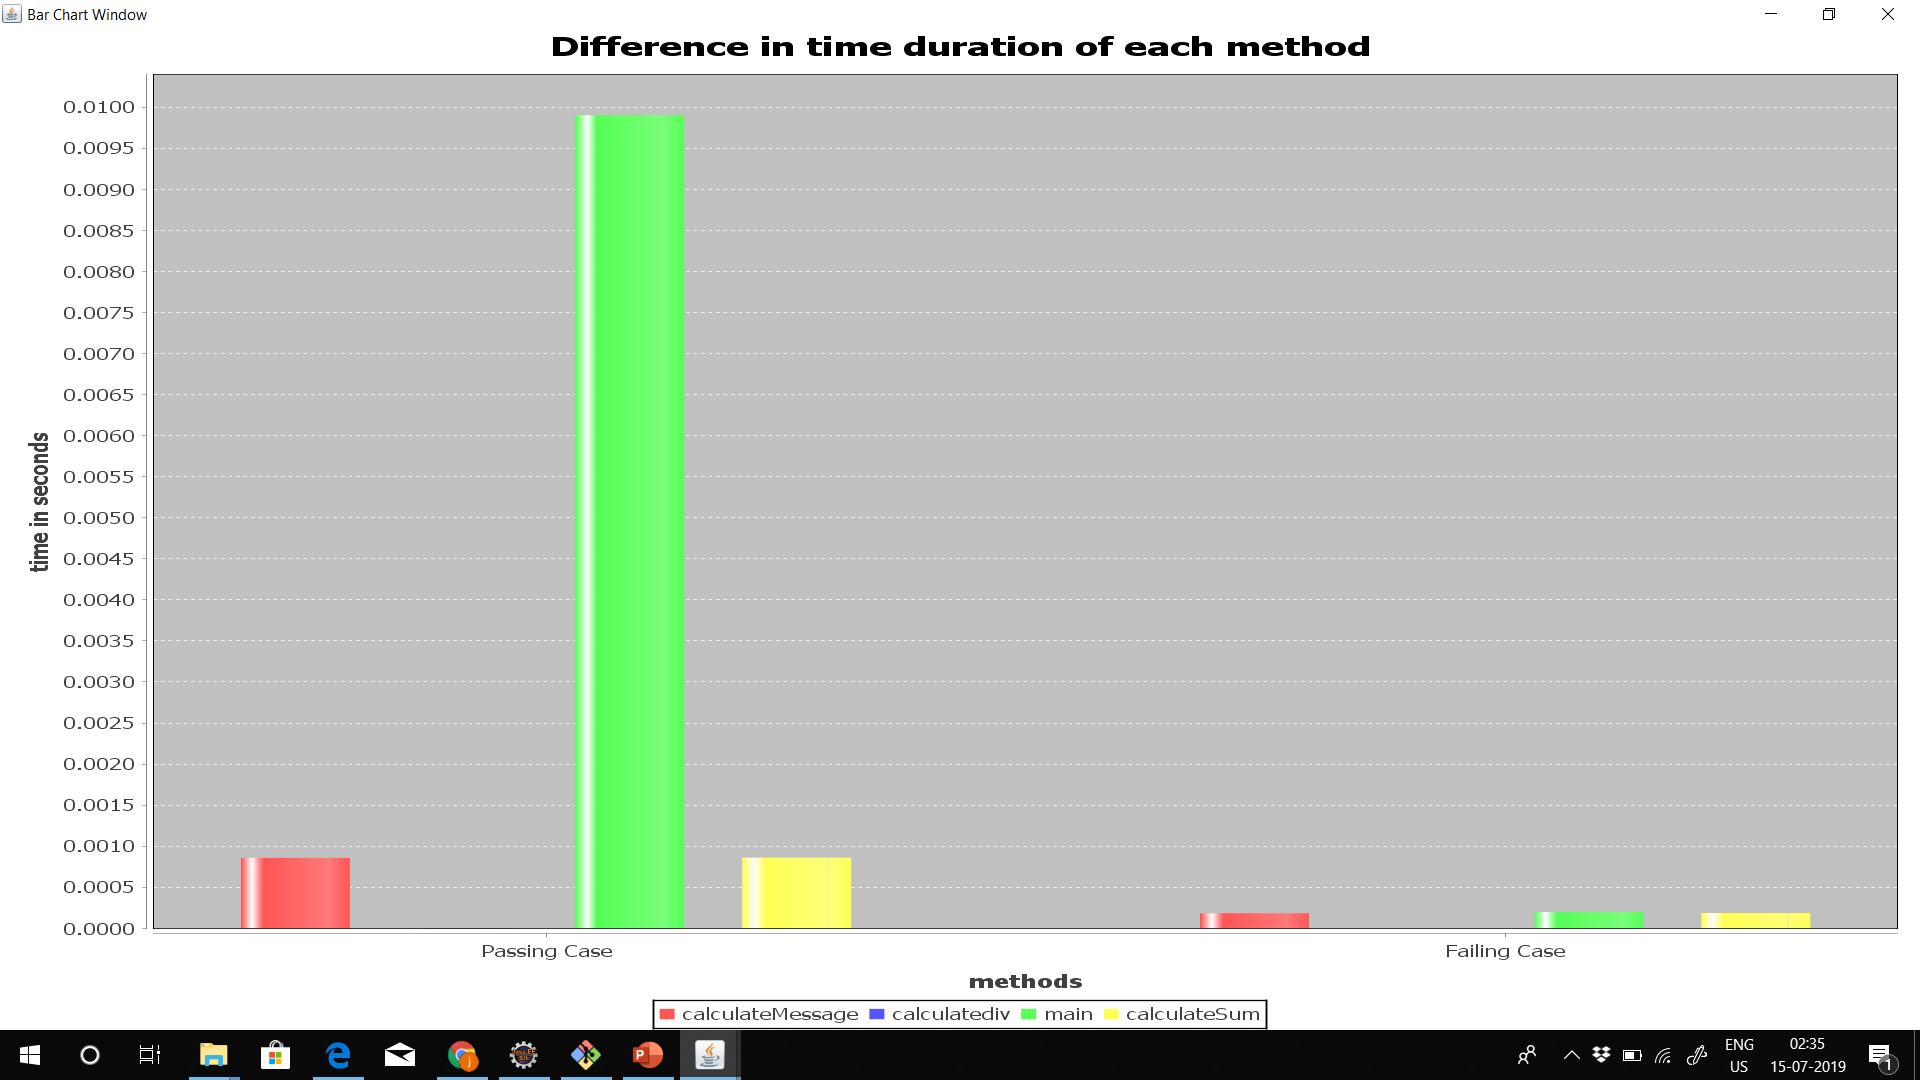 Bar Chart Window
Difference in time duration of each method
0.0100
0.0095
0.0090
0.0085
0.0080
0.0075
0.0070
0.0065
0.0060
0.0055
0.0050
0.0045
0.0040
0.0035
0.0030
0.0025
0.0020
0.0015
0.0010
0.0005
0.0000
time in seconds
Passing Case
Failing Case
methods
calculateMessage calculatediv main calculateSum
ENG
US
02:35
15-07-2019
1